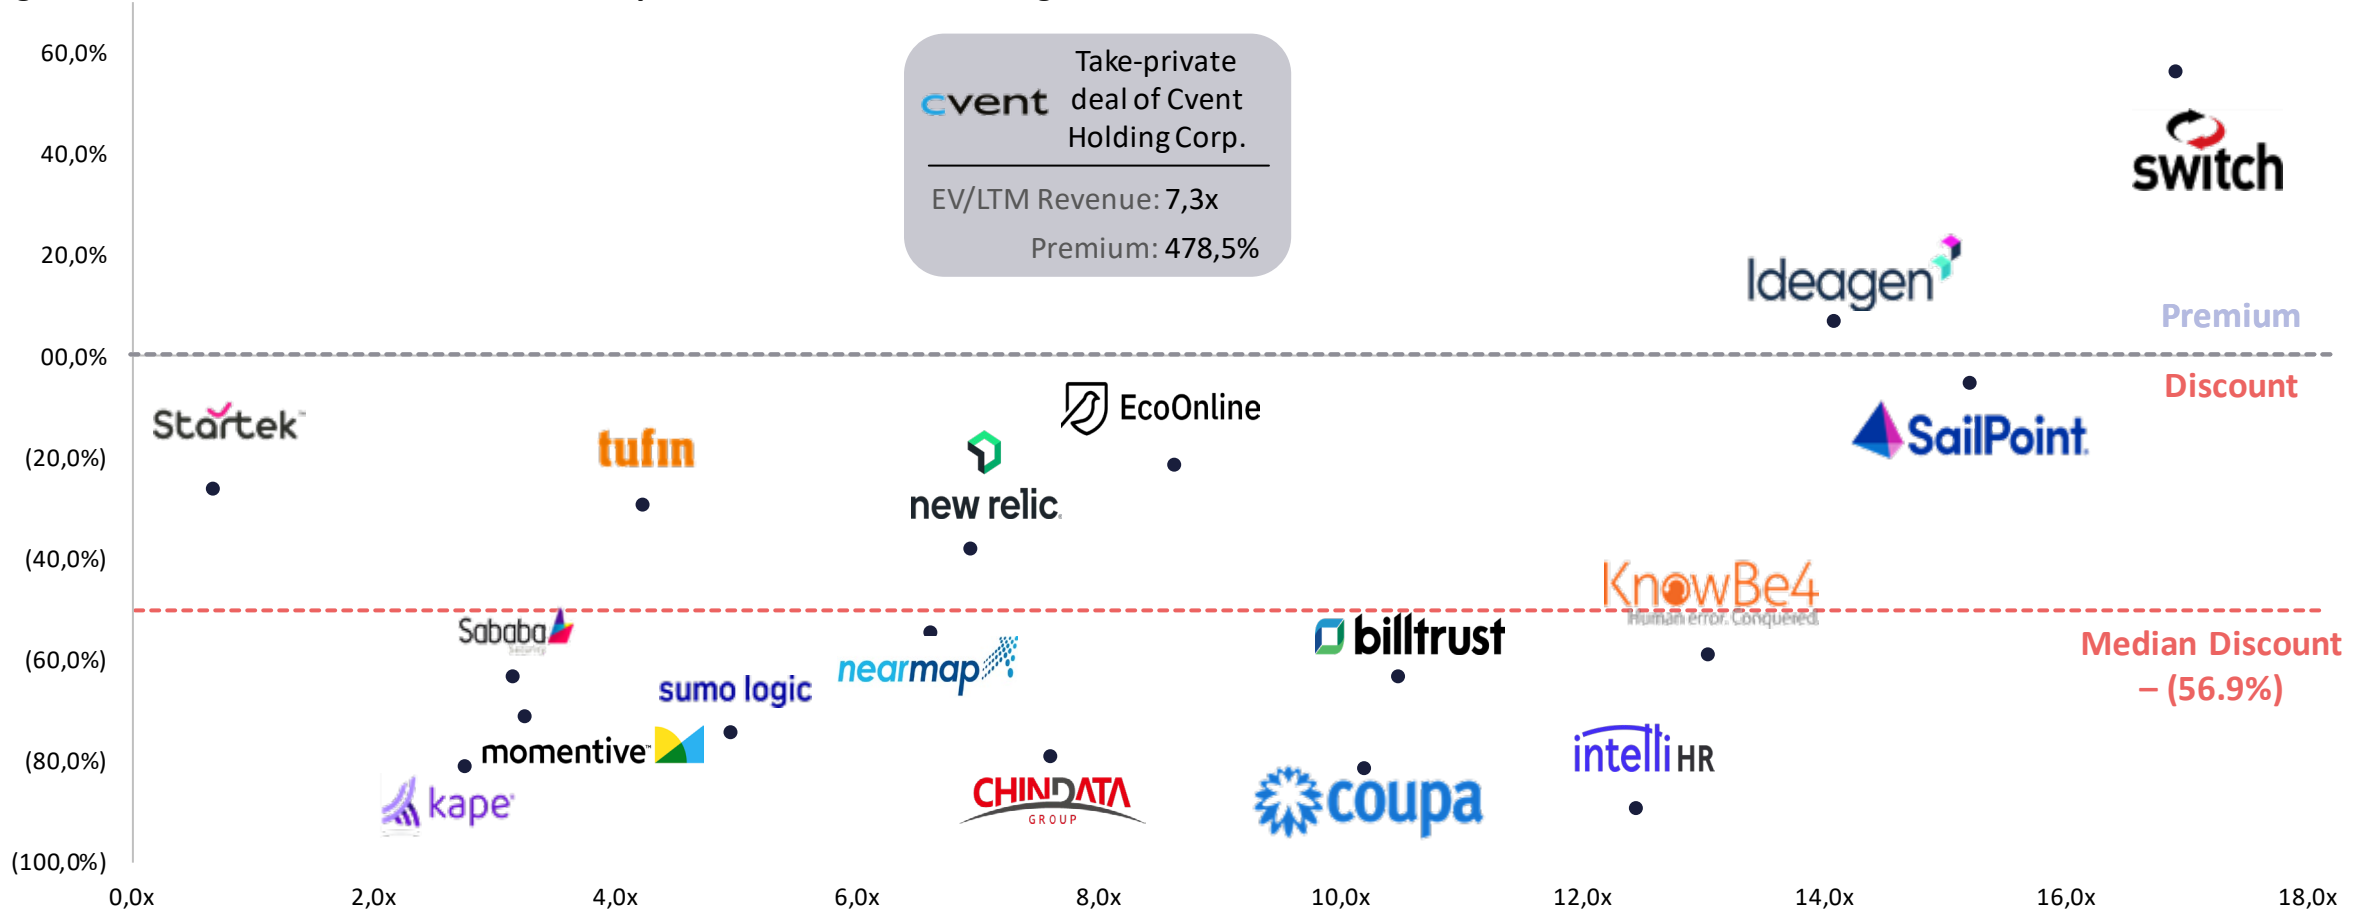 60,0%
40,0%
20,0%
00,0%
(20,0%)
(40,0%)
(60,0%)
(80,0%)
(100,0%)
cvent
Take-private
deal of Cvent
Holding Corp.
EV/LTM Revenue: 7,3x
Premium: 478,5%
switch
Ideagen
Premium
Discount
Startek™
tufin
new relic.
EcoOnline
SailPoint.
KnowBe4
Human error. Conquered.
Sababa
Security
nearmap
billtrust
Median Discount
– (56.9%)
sumo logic
momentive™
intelliHR
kape
CHINDATA
GROUP
coupa
0,0x 2,0x 4,0x 6,0x 8,0x 10,0x 12,0x 14,0x 16,0x 18,0x